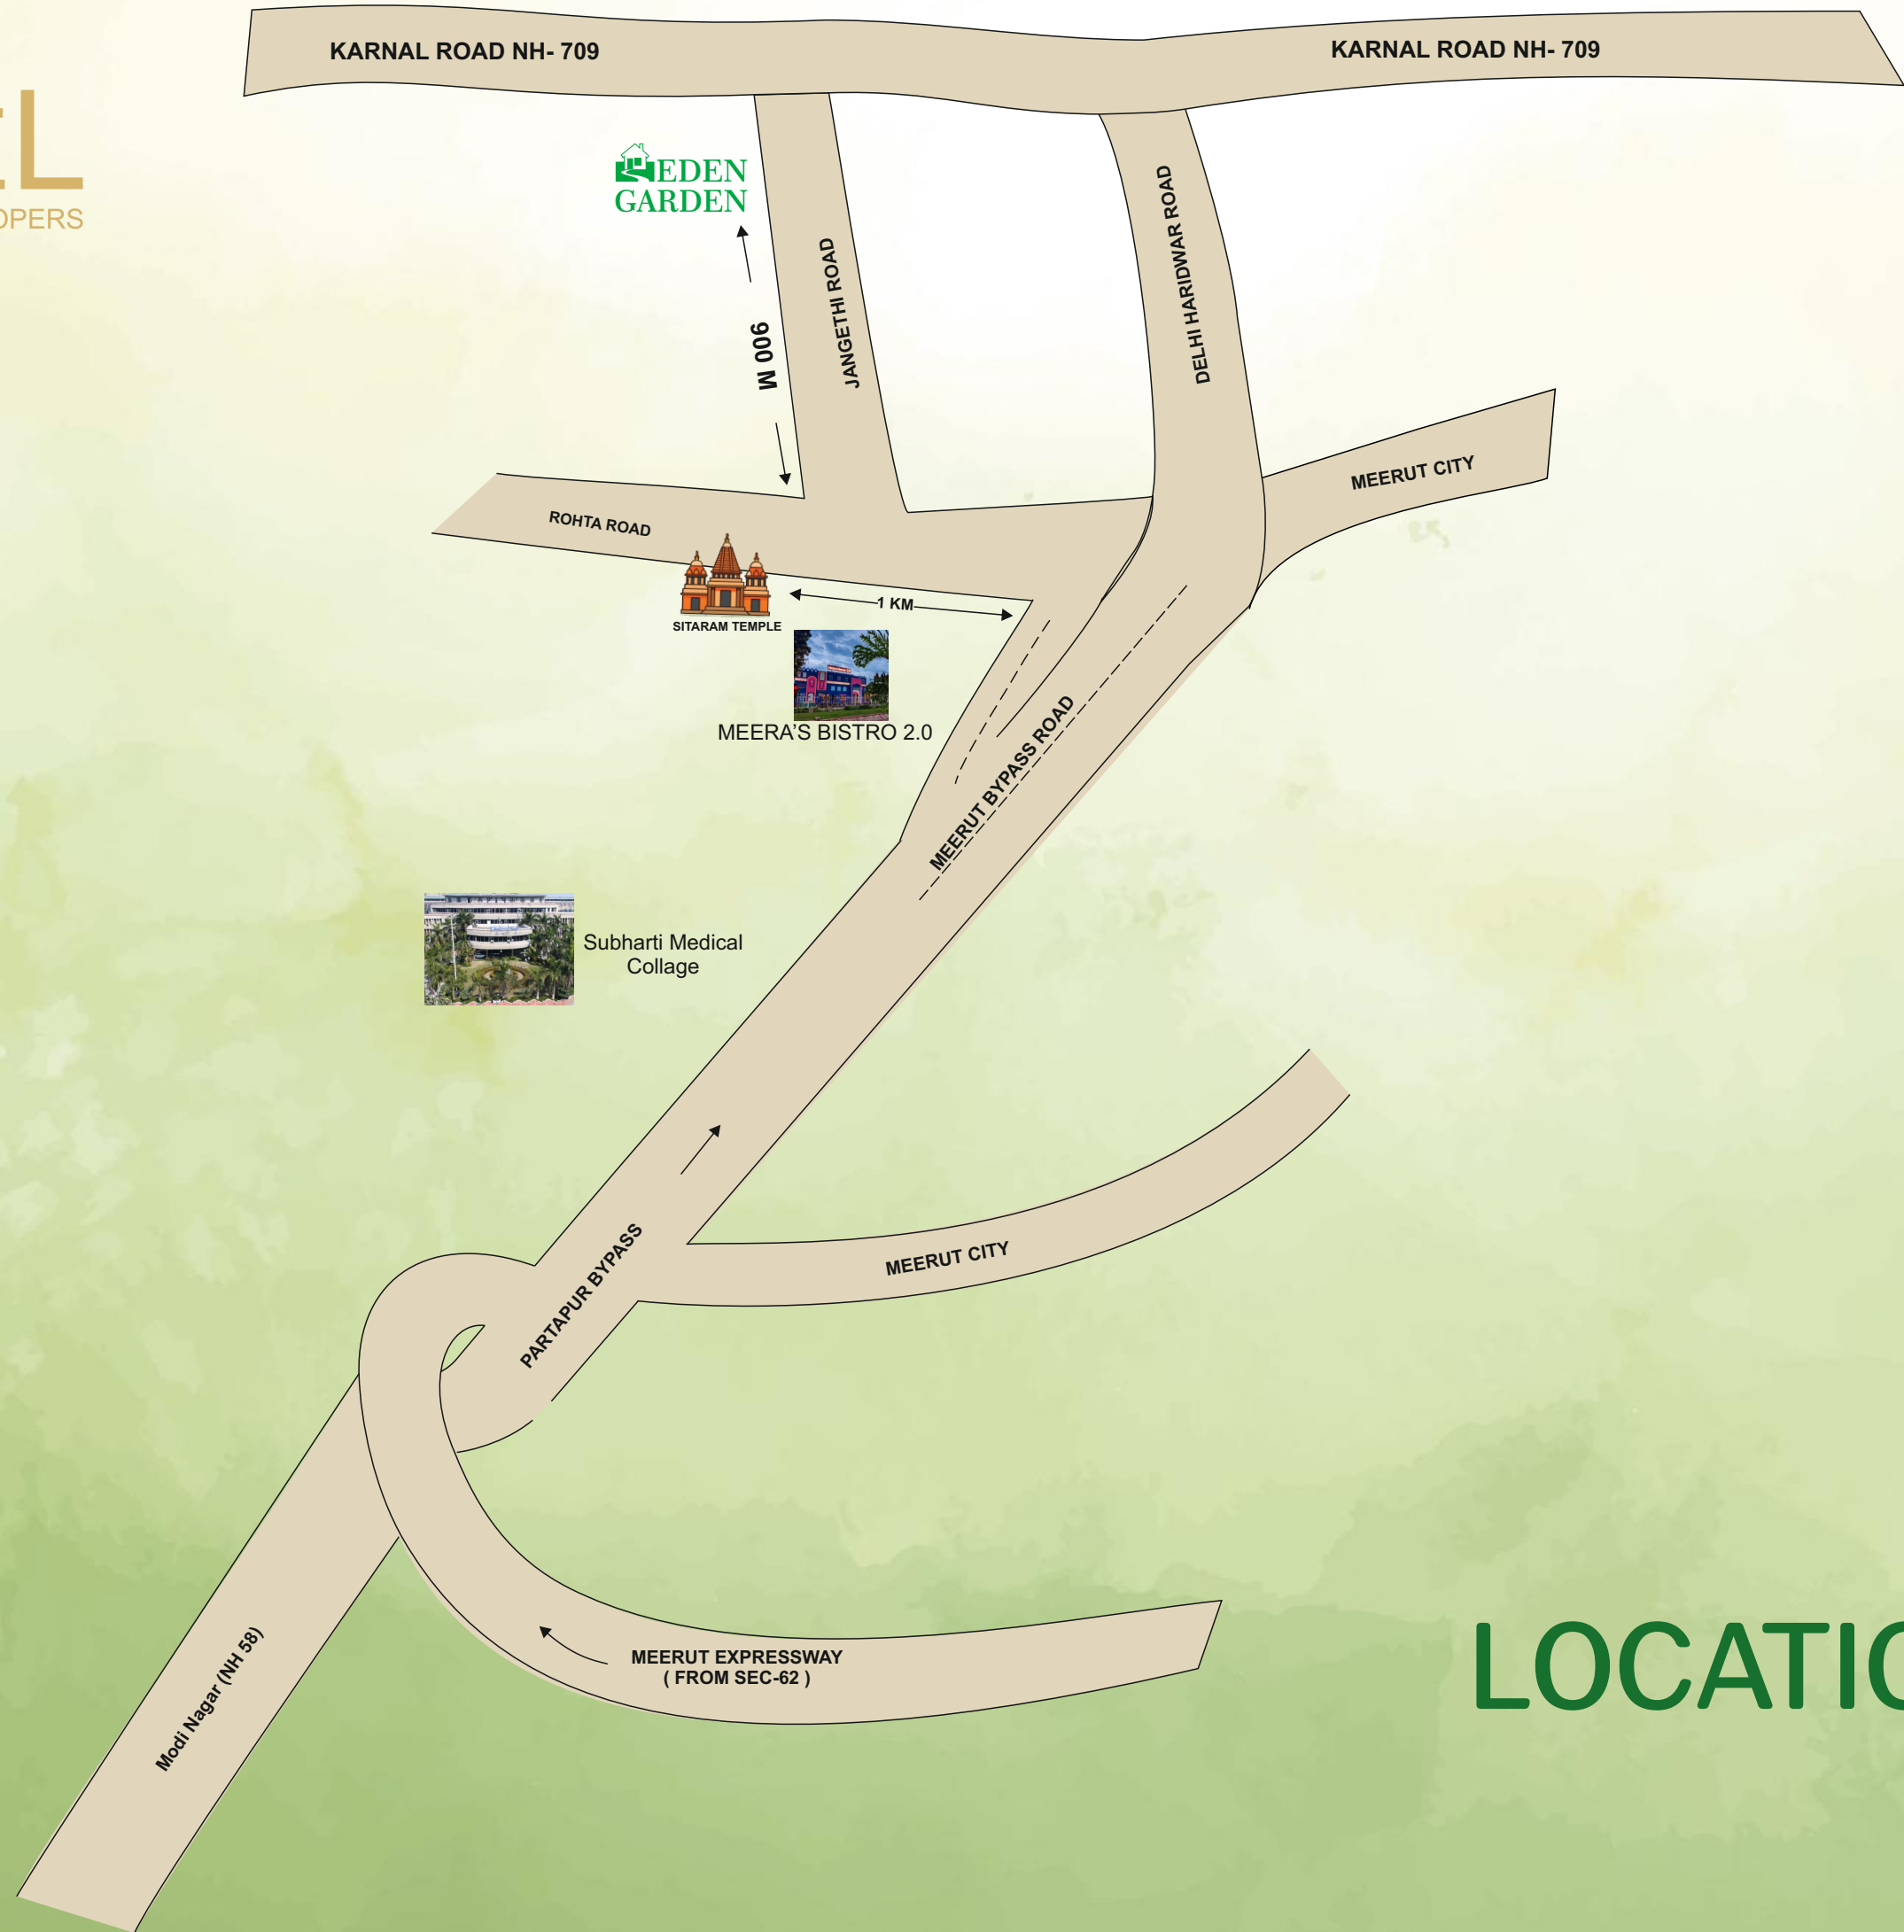 KARNAL ROAD NH- 709
KARNAL ROAD NH- 709
EL
OPERS
EDEN
GARDEN
JANGETHI ROAD
DELHI HARIDWAR ROAD
900 M
MEERUT CITY
ROHTA ROAD
1 KM
SITARAM TEMPLE
MEERA'S BISTRO 2.0
MEERUT BYPASS ROAD
Subharti Medical
Collage
PARTAPUR BYPASS
MEERUT CITY
MEERUT EXPRESSWAY
( FROM SEC-62 )
Modi Nagar (NH 58)
LOCATIO